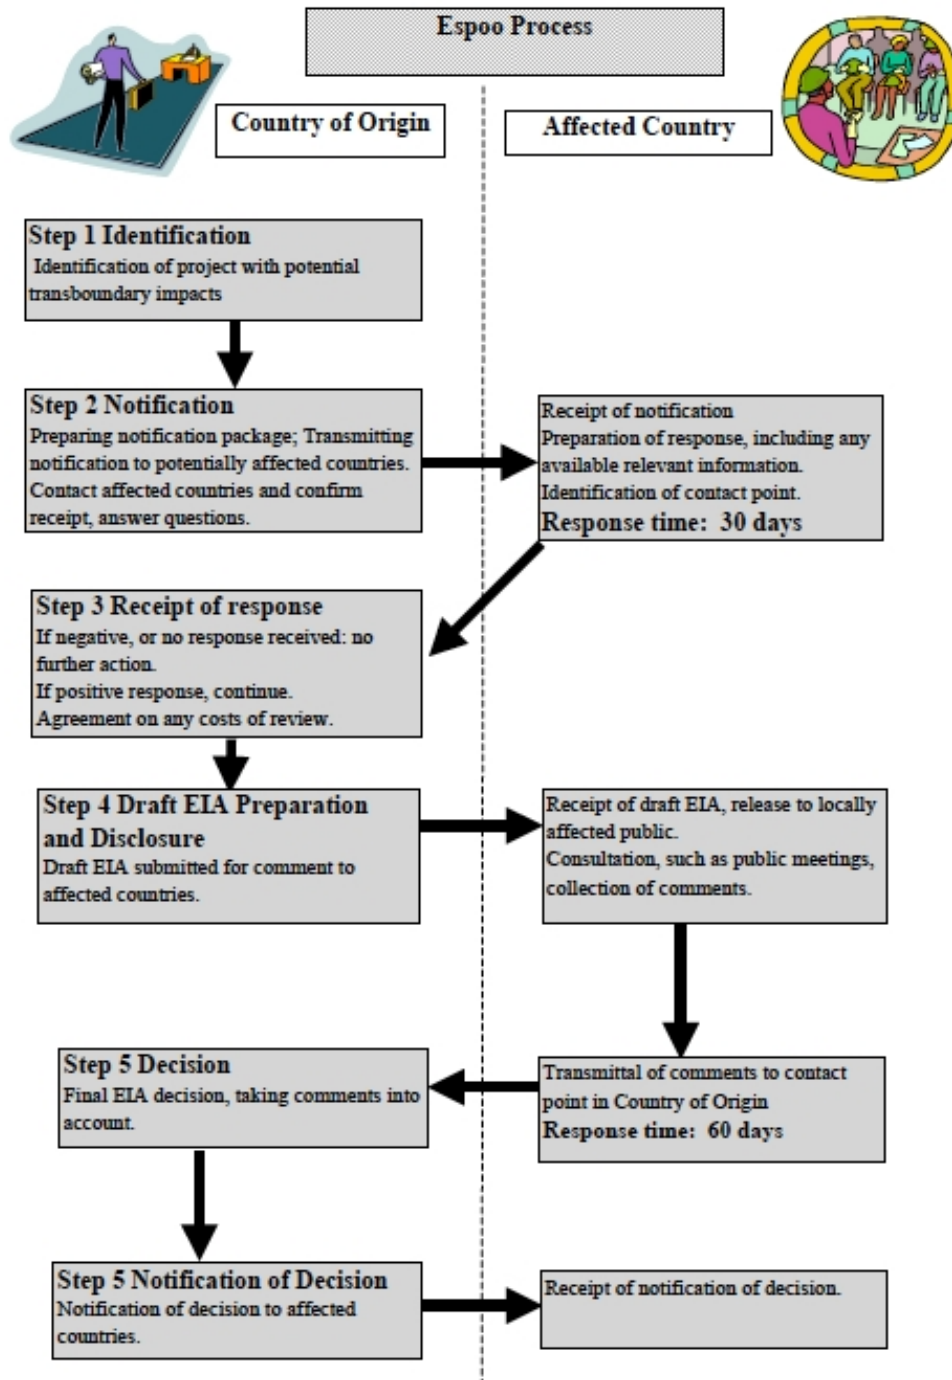 Espoo Process
Country of Origin
Affected Country
Step 1 Identification
Identification of project with potential
transboundary impacts
Step 2 Notification
Preparing notification package; Transmitting
notification to potentially affected countries.
Contact affected countries and confirm
receipt, answer questions.
Receipt of notification
Preparation of response, including any
available relevant information.
Identification of contact point.
Response time: 30 days
Step 3 Receipt of response
If negative, or no response received: no
further action.
If positive response, continue.
Agreement on any costs of review.
Step 4 Draft EIA Preparation
and Disclosure
Draft EIA submitted for comment to
affected countries.
Receipt of draft EIA, release to locally
affected public.
Consultation, such as public meetings,
collection of comments.
Transmittal of comments to contact
point in Country of Origin
Response time: 60 days
Step 5 Decision
Final EIA decision, taking comments into
account.
Step 5 Notification of Decision
Notification of decision to affected
countries.
Receipt of notification of decision.